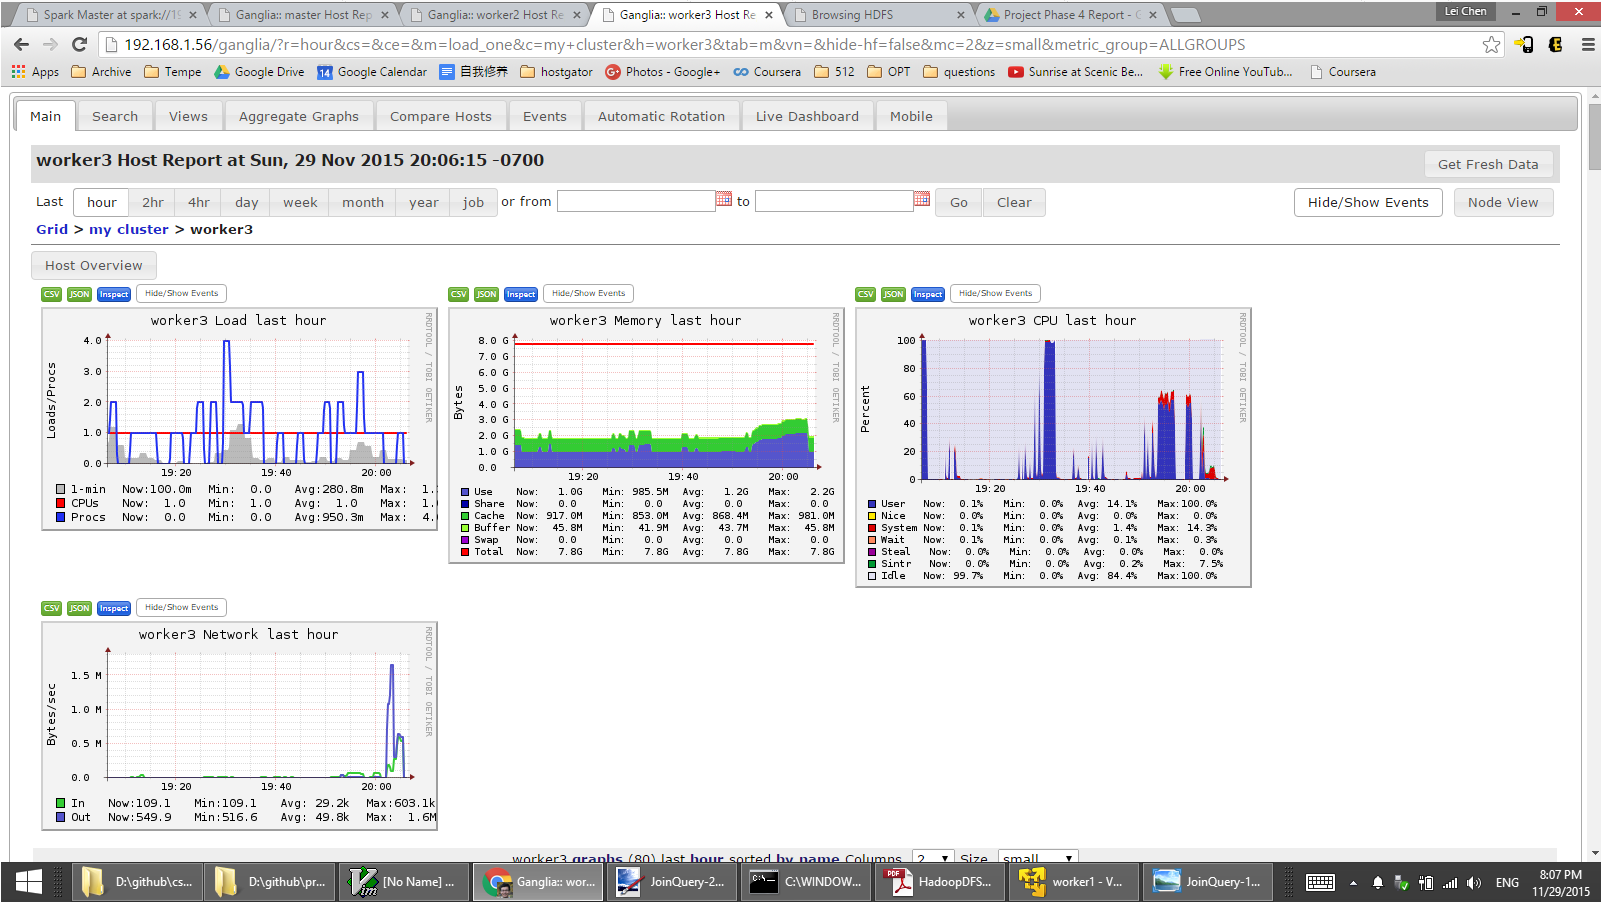 Spark Master at spark://19
Ganglia:: master Host Rep
Ganglia:: worker2 Host Re
Ganglia:: worker3 Host Re
Browsing HDFS
Project Phase 4 Report - G
Lei Chen
192.168.1.56/ganglia/?r=hour&cs=&ce=&m=load_one&c=my+cluster&h=worker3&tab=m&vn=&hide-hf=false&mc=2&z=small&metric_group=ALLGROUPS
Apps Archive Tempe Google Drive 14 Google Calendar 自我修养 hostgator Photos - Google+ Coursera 512 OPT questions Sunrise at Scenic Be... Free Online YouTub... Coursera
Main Search Views Aggregate Graphs Compare Hosts Events Automatic Rotation Live Dashboard Mobile
worker3 Host Report at Sun, 29 Nov 2015 20:06:15 -0700
Get Fresh Data
Last hour 2hr 4hr day week month year job or from to Go Clear
Hide/Show Events Node View
Grid > my cluster > worker3
Host Overview
CSV JSON Inspect Hide/Show Events
worker3 Load last hour
RRDTOOL / TOBI OETIKER
Loads/Procs
4.0
3.0
2.0
1.0
0.0
19:20 19:40 20:00
1-min Now:100.0m Min: 0.0 Avg:280.8m Max: 1.
CPUs Now: 1.0 Min: 1.0 Avg: 1.0 Max: 1.
Procs Now: 0.0 Min: 0.0 Avg:950.3m Max: 4.
CSV JSON Inspect Hide/Show Events
worker3 Memory last hour
RRDTOOL / TOBI OETIKER
Bytes
8.0 G
7.0 G
6.0 G
5.0 G
4.0 G
3.0 G
2.0 G
1.0 G
0.0
19:20 19:40 20:00
Use Now: 1.0G Min: 985.5M Avg: 1.2G Max: 2.2G
Share Now: 0.0 Min: 0.0 Avg: 0.0 Max: 0.0
Cache Now: 917.0M Min: 853.0M Avg: 868.4M Max: 981.0M
Buffer Now: 45.8M Min: 41.9M Avg: 43.7M Max: 45.8M
Swap Now: 0.0 Min: 0.0 Avg: 0.0 Max: 0.0
Total Now: 7.8G Min: 7.8G Avg: 7.8G Max: 7.8G
CSV JSON Inspect Hide/Show Events
worker3 CPU last hour
RRDTOOL / TOBI OETIKER
Percent
100
80
60
40
20
0
19:20 19:40 20:00
User Now: 0.1% Min: 0.0% Avg: 14.1% Max:100.0%
Nice Now: 0.0% Min: 0.0% Avg: 0.0% Max: 0.0%
System Now: 0.1% Min: 0.0% Avg: 1.4% Max: 14.3%
Wait Now: 0.1% Min: 0.0% Avg: 0.1% Max: 0.3%
Steal Now: 0.0% Min: 0.0% Avg: 0.0% Max: 0.0%
Sintr Now: 0.0% Min: 0.0% Avg: 0.2% Max: 7.5%
Idle Now: 99.7% Min: 0.0% Avg: 84.4% Max:100.0%
CSV JSON Inspect Hide/Show Events
worker3 Network last hour
RRDTOOL / TOBI OETIKER
Bytes/sec
1.5 M
1.0 M
0.5 M
0.0
19:20 19:40 20:00
In Now:109.1 Min:109.1 Avg: 29.2k Max:603.1k
Out Now:549.9 Min:516.6 Avg: 49.8k Max: 1.6M
worker3 graphs (80) last hour sorted by name Columns 2 Size small
D:\github\cs... D:\github\pr... [No Name] ... Ganglia:: wor... JoinQuery-2... C:\WINDOW... PDF HadoopDFS... worker1 - V... JoinQuery-1... ENG
8:07 PM
11/29/2015